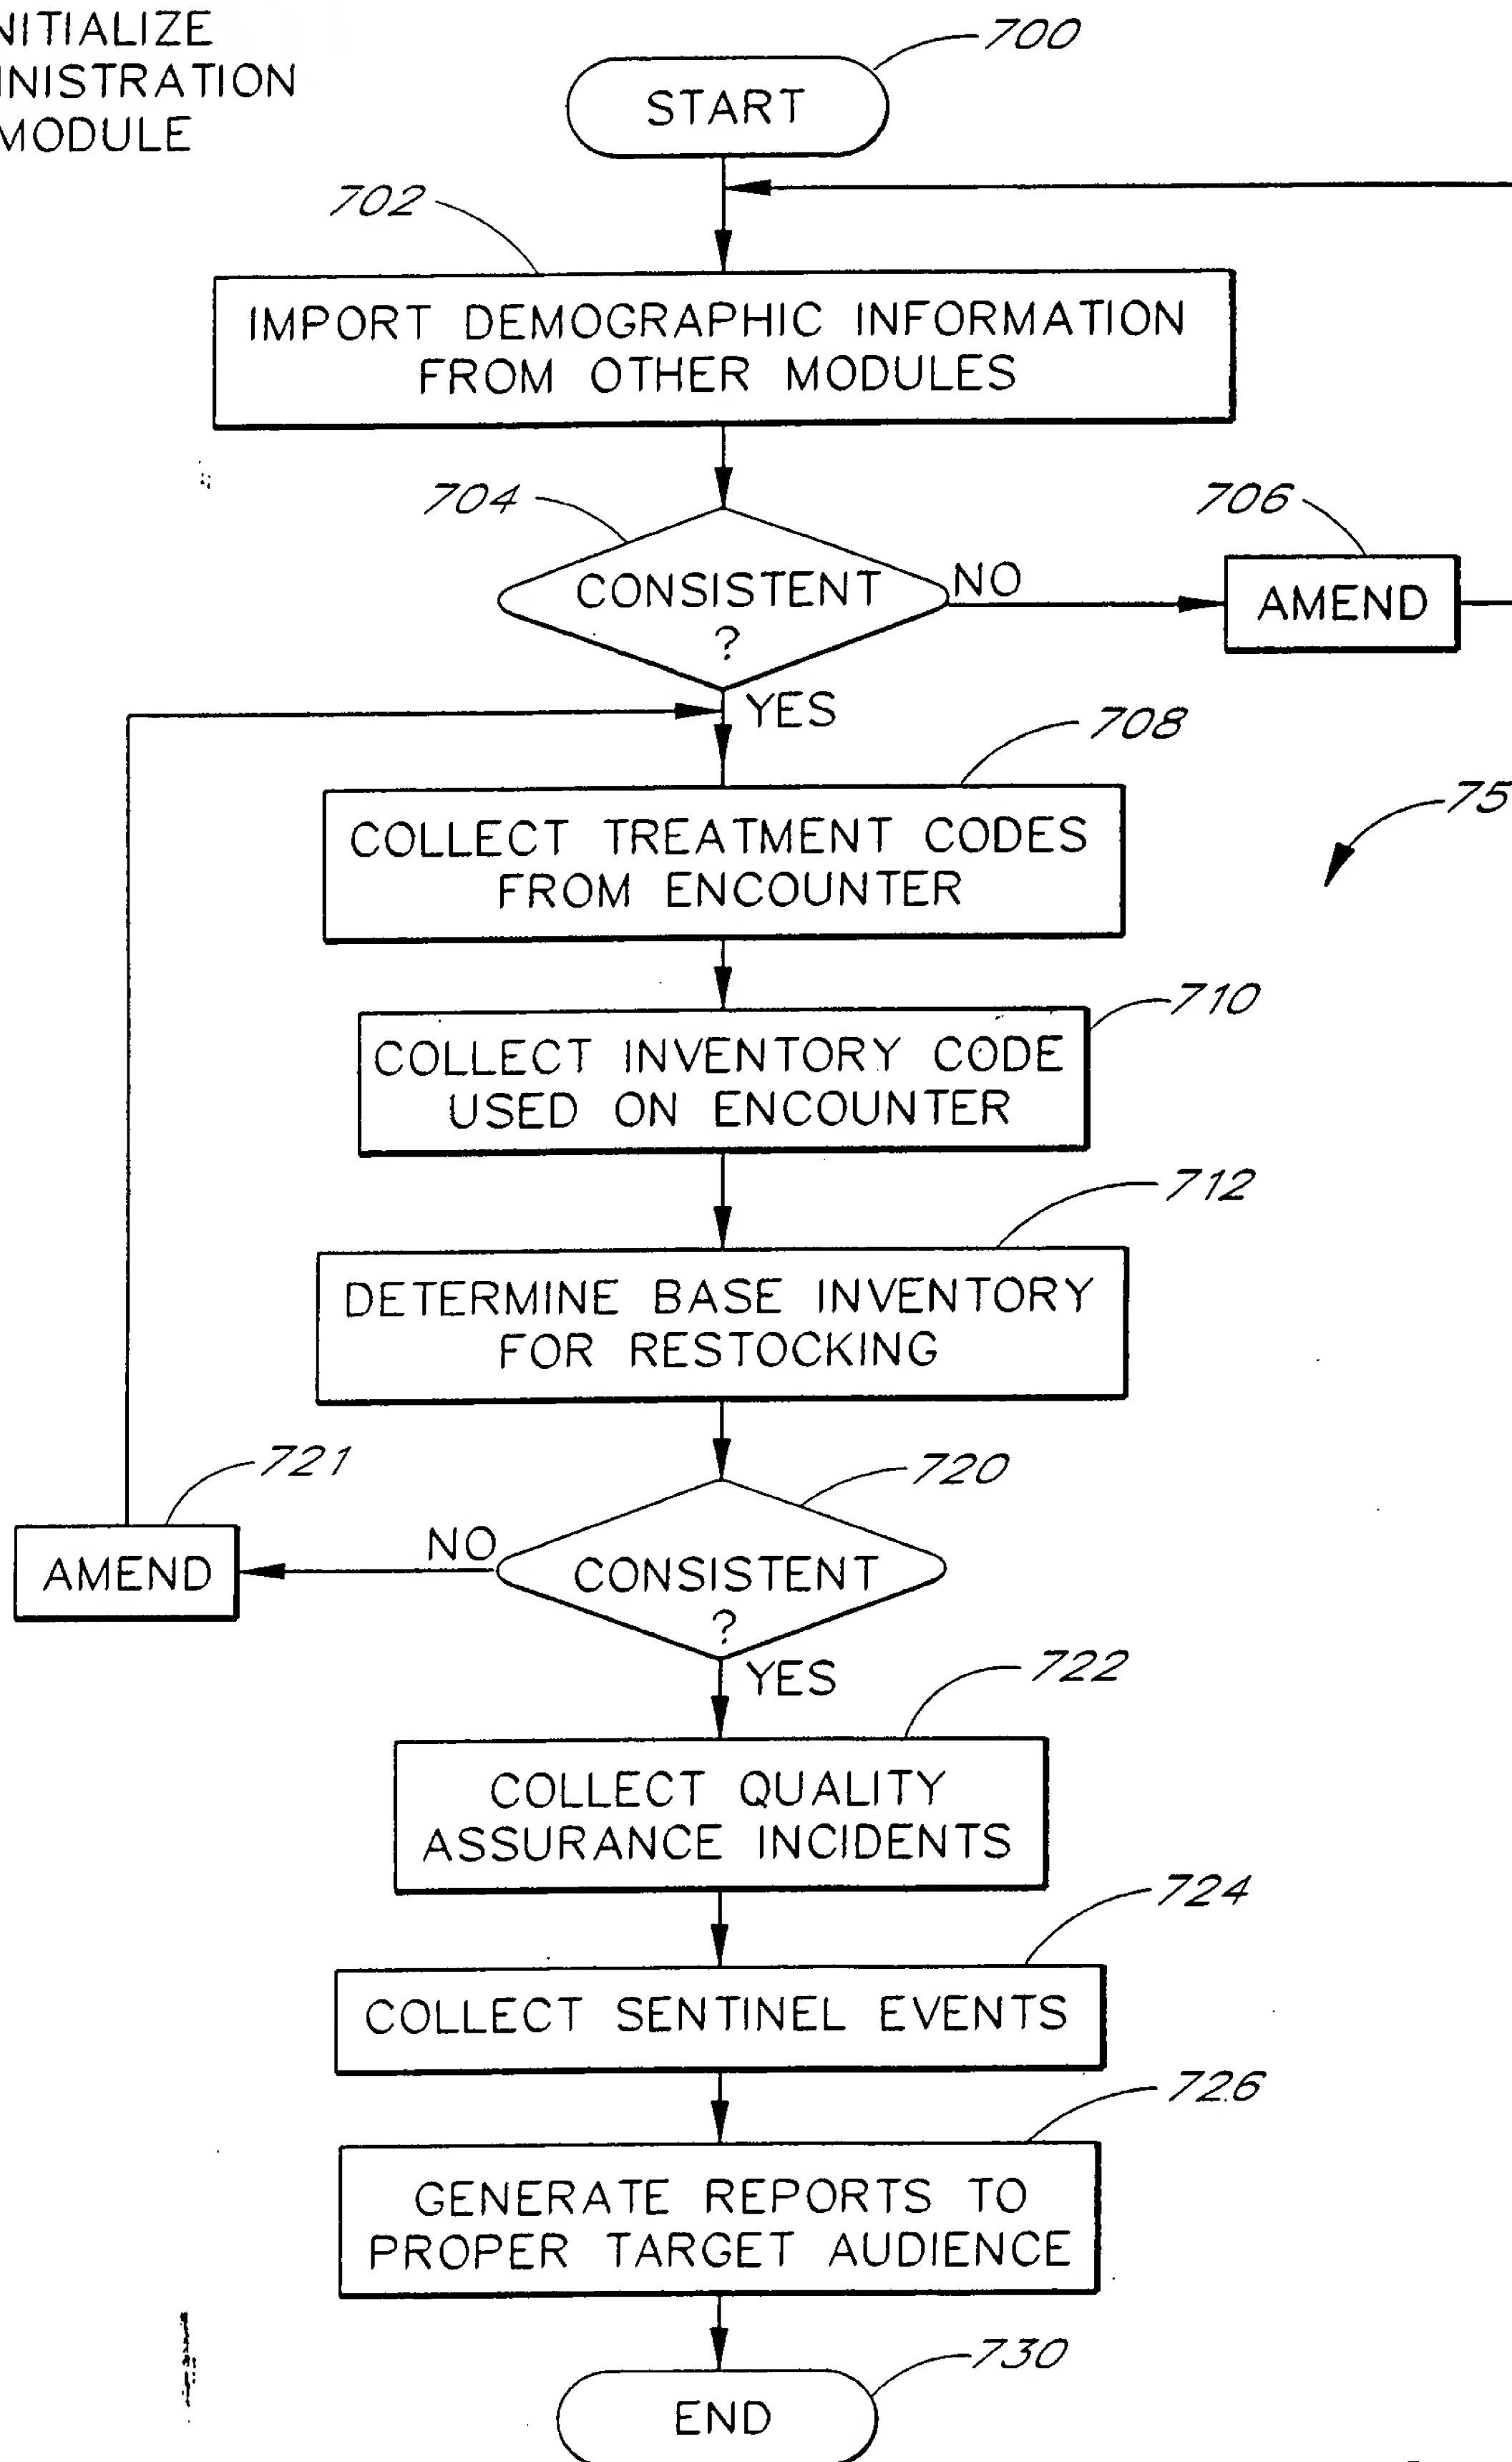 NITIALIZE
INISTRATION
MODULE
700
START
702
IMPORT DEMOGRAPHIC INFORMATION
FROM OTHER MODULES
704
CONSISTENT
?
NO
706
AMEND
YES
708
COLLECT TREATMENT CODES
FROM ENCOUNTER
75
710
COLLECT INVENTORY CODE
USED ON ENCOUNTER
712
DETERMINE BASE INVENTORY
FOR RESTOCKING
720
CONSISTENT
?
NO
721
AMEND
YES
722
COLLECT QUALITY
ASSURANCE INCIDENTS
724
COLLECT SENTINEL EVENTS
726
GENERATE REPORTS TO
PROPER TARGET AUDIENCE
730
END